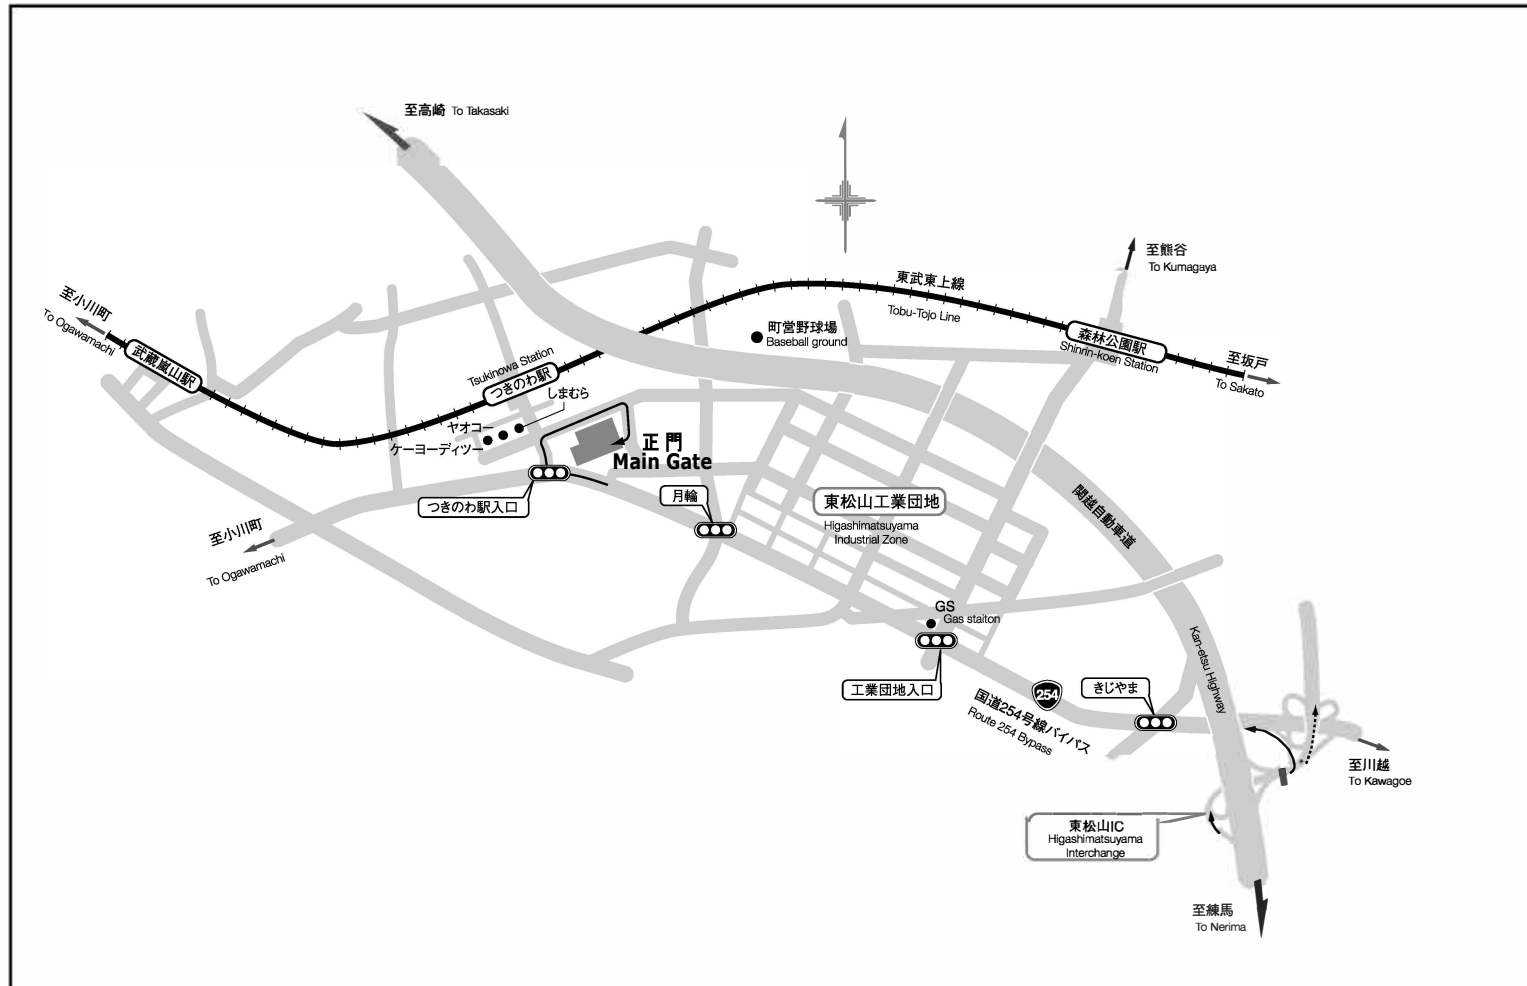 至高崎 To Takasaki
至熊谷
To Kumagaya
東武東上線
Tobu-Tojo Line
至小川町
To Ogawamachi
武蔵嵐山駅
町営野球場
Baseball ground
森林公園駅
Shinrin-koen Station
至坂戸
To Sakato
Tsukinowa Station
つきのわ駅
しまむら
ヤオコー
ケーヨーディツー
正門
Main Gate
つきのわ駅入口
月輪
東松山工業団地
Higashimatsuyama
Industrial Zone
関越自動車道
至小川町
To Ogawamachi
GS
Gas staiton
工業団地入口
Kan-etsu Highway
254
きじやま
国道254号線バイパス
Route 254 Bypass
至川越
To Kawagoe
東松山IC
Higashimatsuyama
Interchange
至練馬
To Nerima